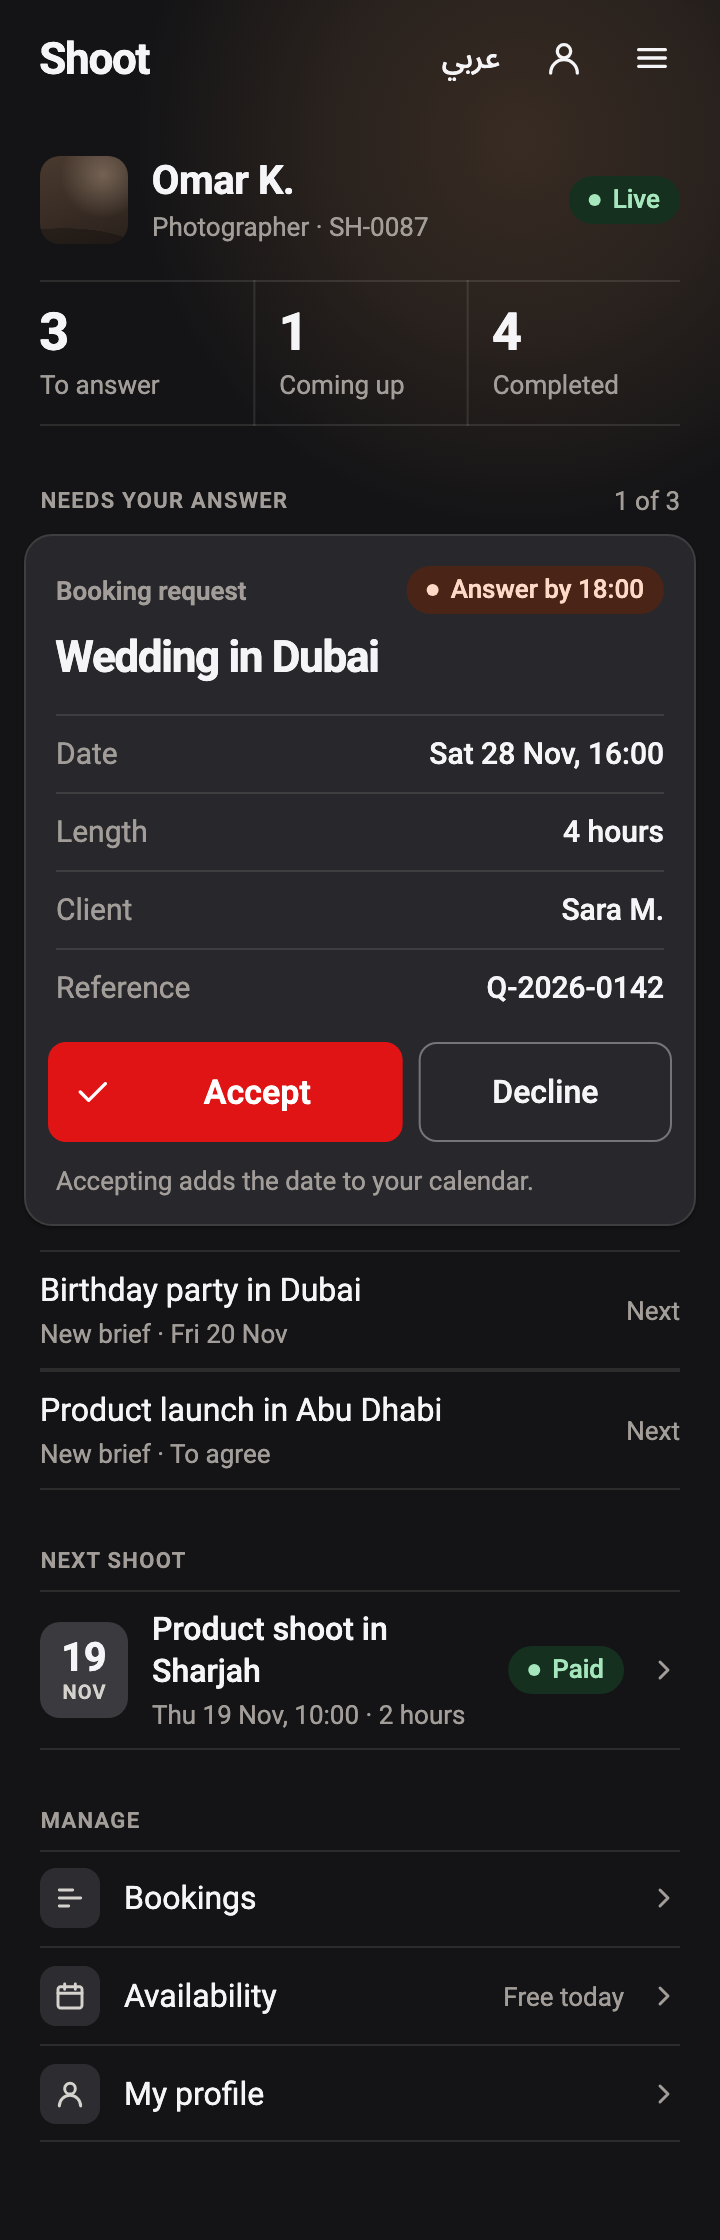 Shoot
عربي
Omar K.
Photographer · SH-0087
Live
3
To answer
1
Coming up
4
Completed
NEEDS YOUR ANSWER
1 of 3
Booking request
Answer by 18:00
Wedding in Dubai
Date
Sat 28 Nov, 16:00
Length
4 hours
Client
Sara M.
Reference
Q-2026-0142
Accept
Decline
Accepting adds the date to your calendar.
Birthday party in Dubai
New brief · Fri 20 Nov
Next
Product launch in Abu Dhabi
New brief · To agree
Next
NEXT SHOOT
19
NOV
Product shoot in
Sharjah
Thu 19 Nov, 10:00 · 2 hours
Paid
MANAGE
Bookings
Availability
Free today
My profile